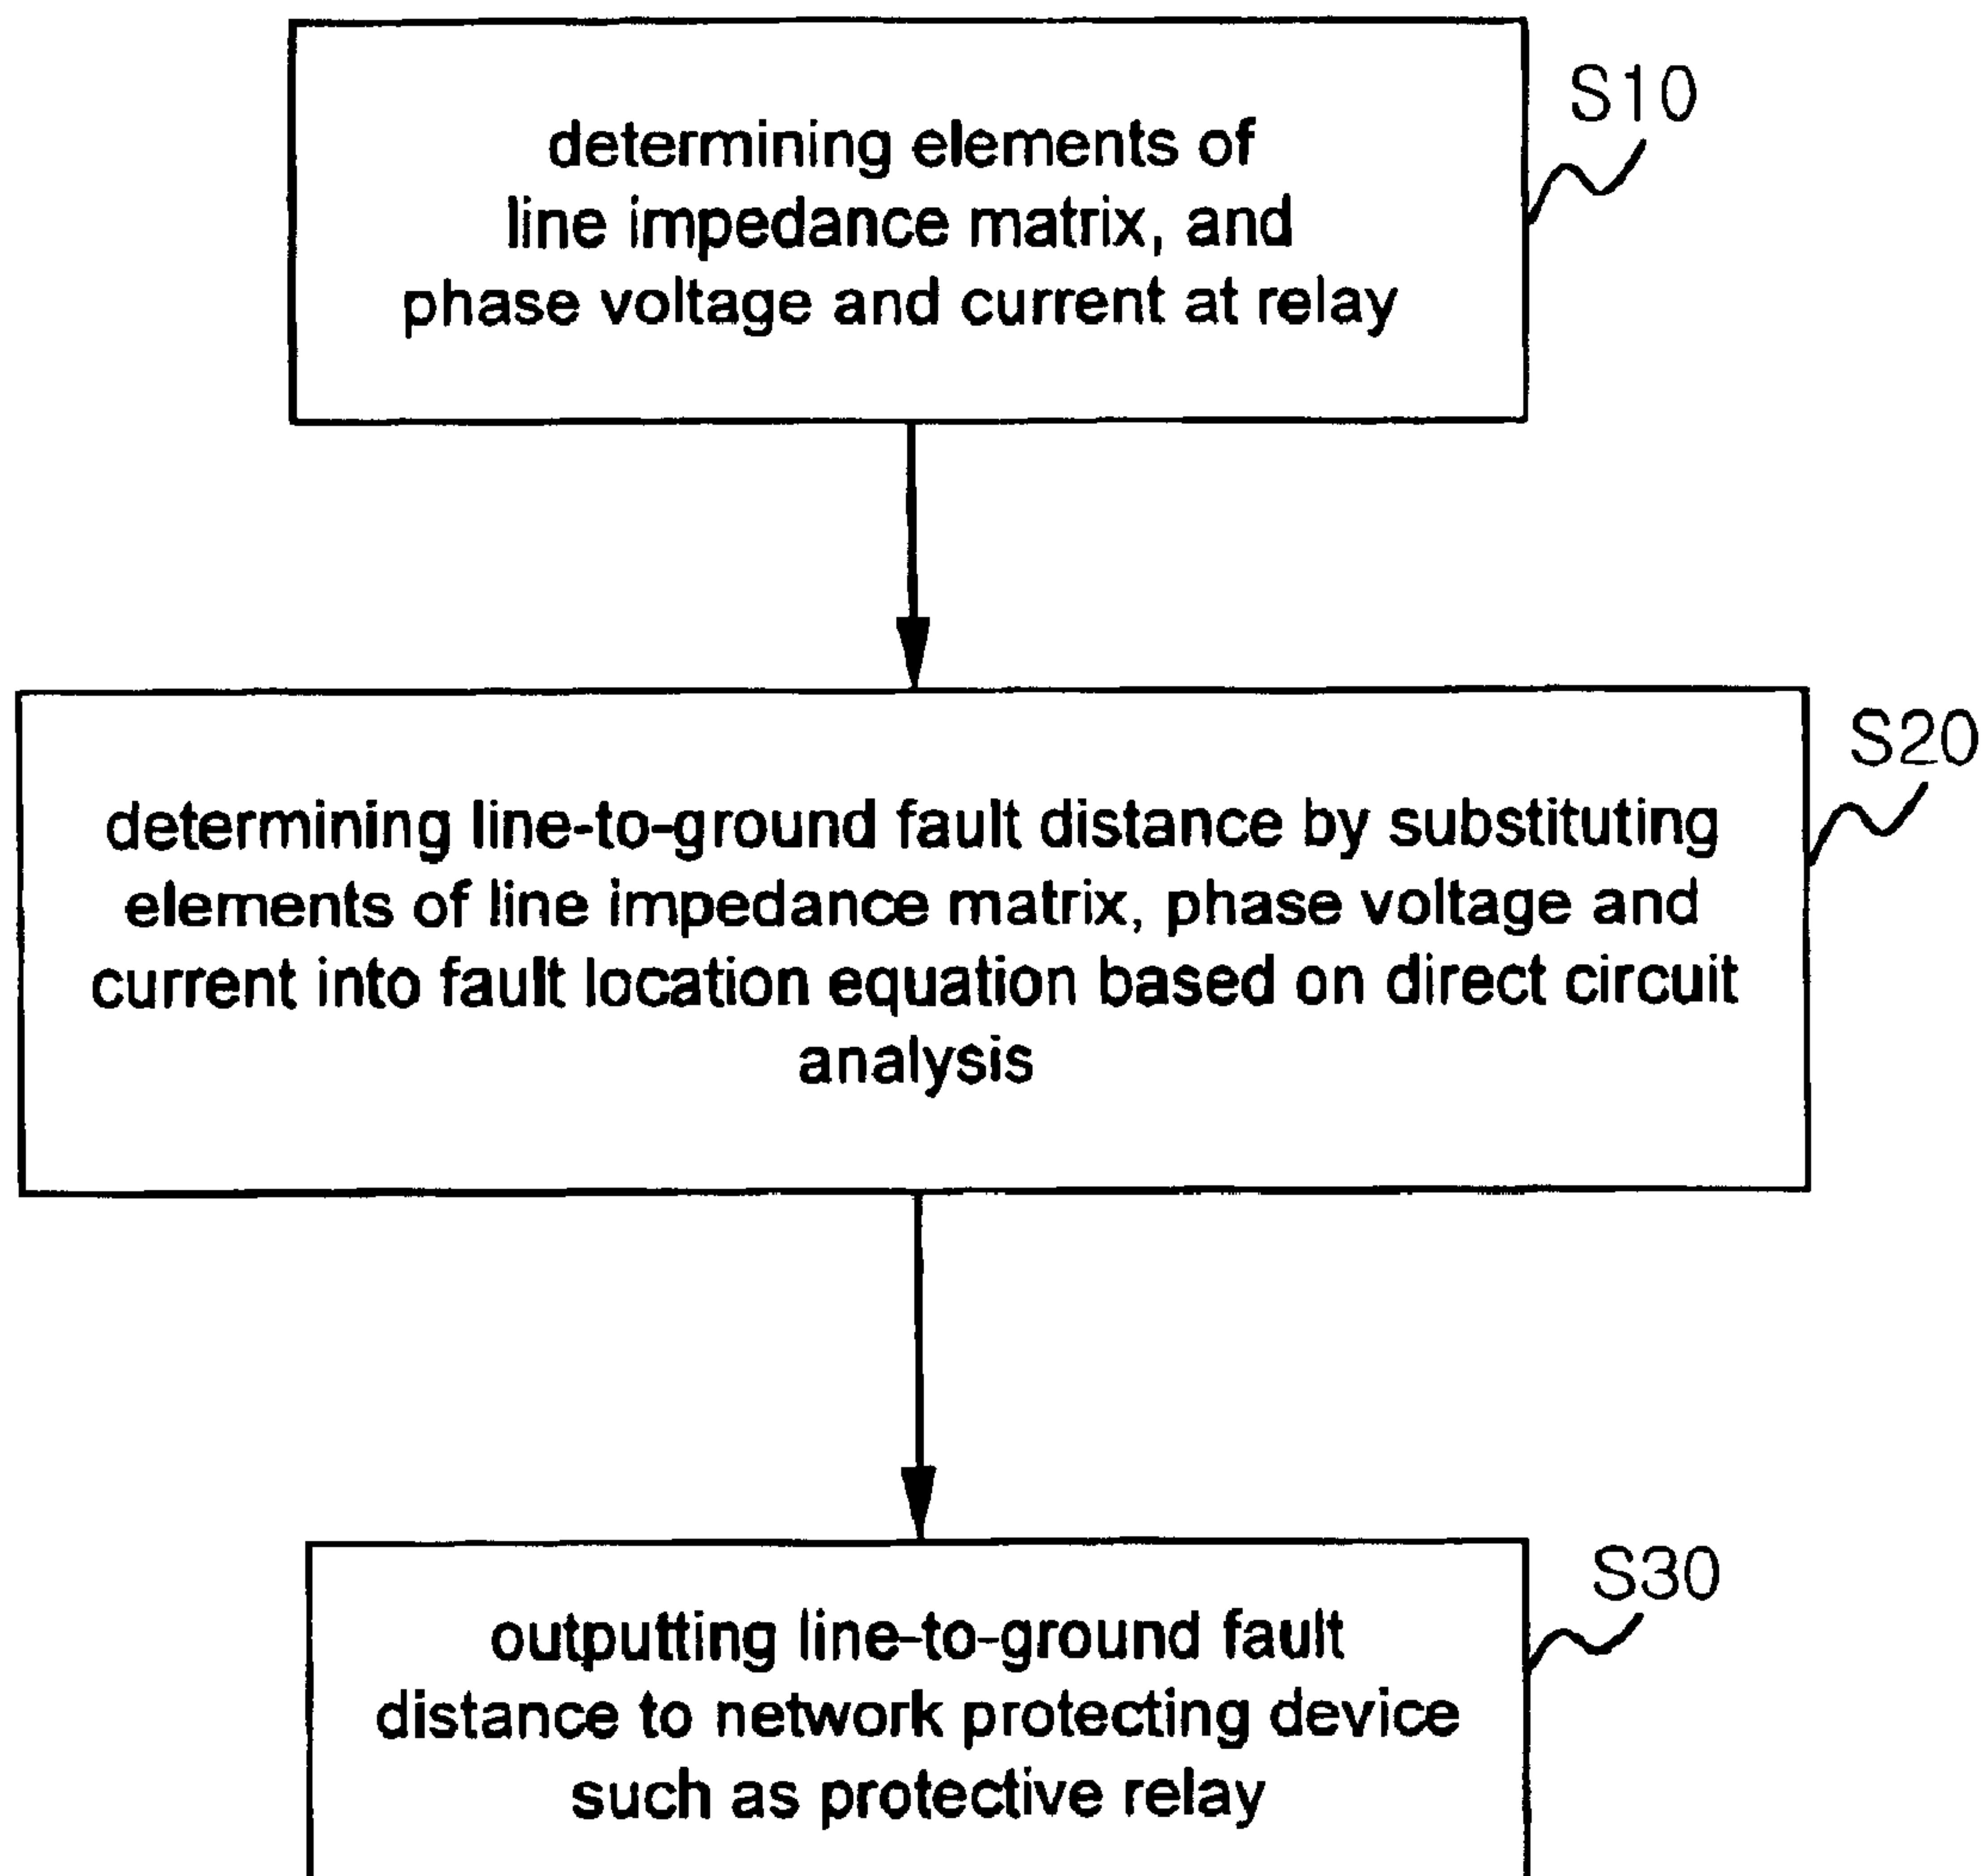 S10
determining elements of
line impedance matrix, and
phase voltage and current at relay
S20
determining line-to-ground fault distance by substituting
elements of line impedance matrix, phase voltage and
current into fault location equation based on direct circuit
analysis
S30
outputting line-to-ground fault
distance to network protecting device
such as protective relay